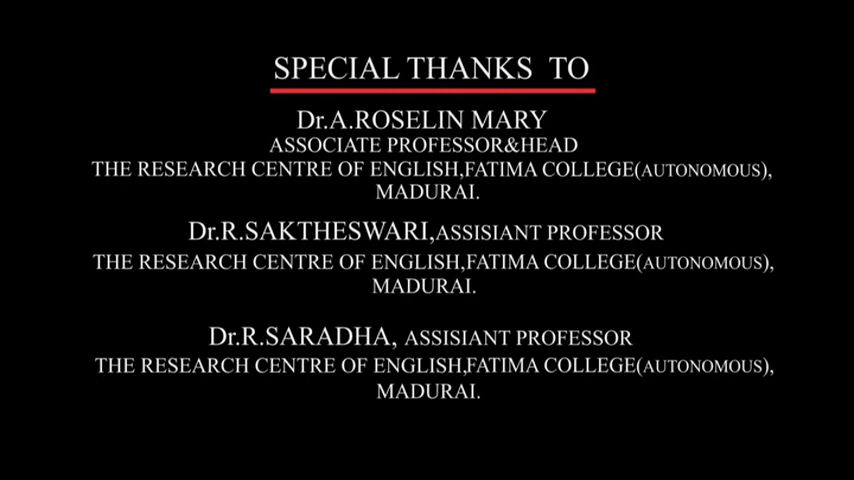 SPECIAL THANKS TO
Dr.A.ROSELIN MARY
ASSOCIATE PROFESSOR&HEAD
THE RESEARCH CENTRE OF ENGLISH,FATIMA COLLEGE(AUTONOMOUS),
MADURAI.
Dr.R.SAKTHESWARI,ASSISIANT PROFESSOR
THE RESEARCH CENTRE OF ENGLISH,FATIMA COLLEGE(AUTONOMOUS),
MADURAI.
Dr.R.SARADHA, ASSISIANT PROFESSOR
THE RESEARCH CENTRE OF ENGLISH,FATIMA COLLEGE(AUTONOMOUS),
MADURAI.